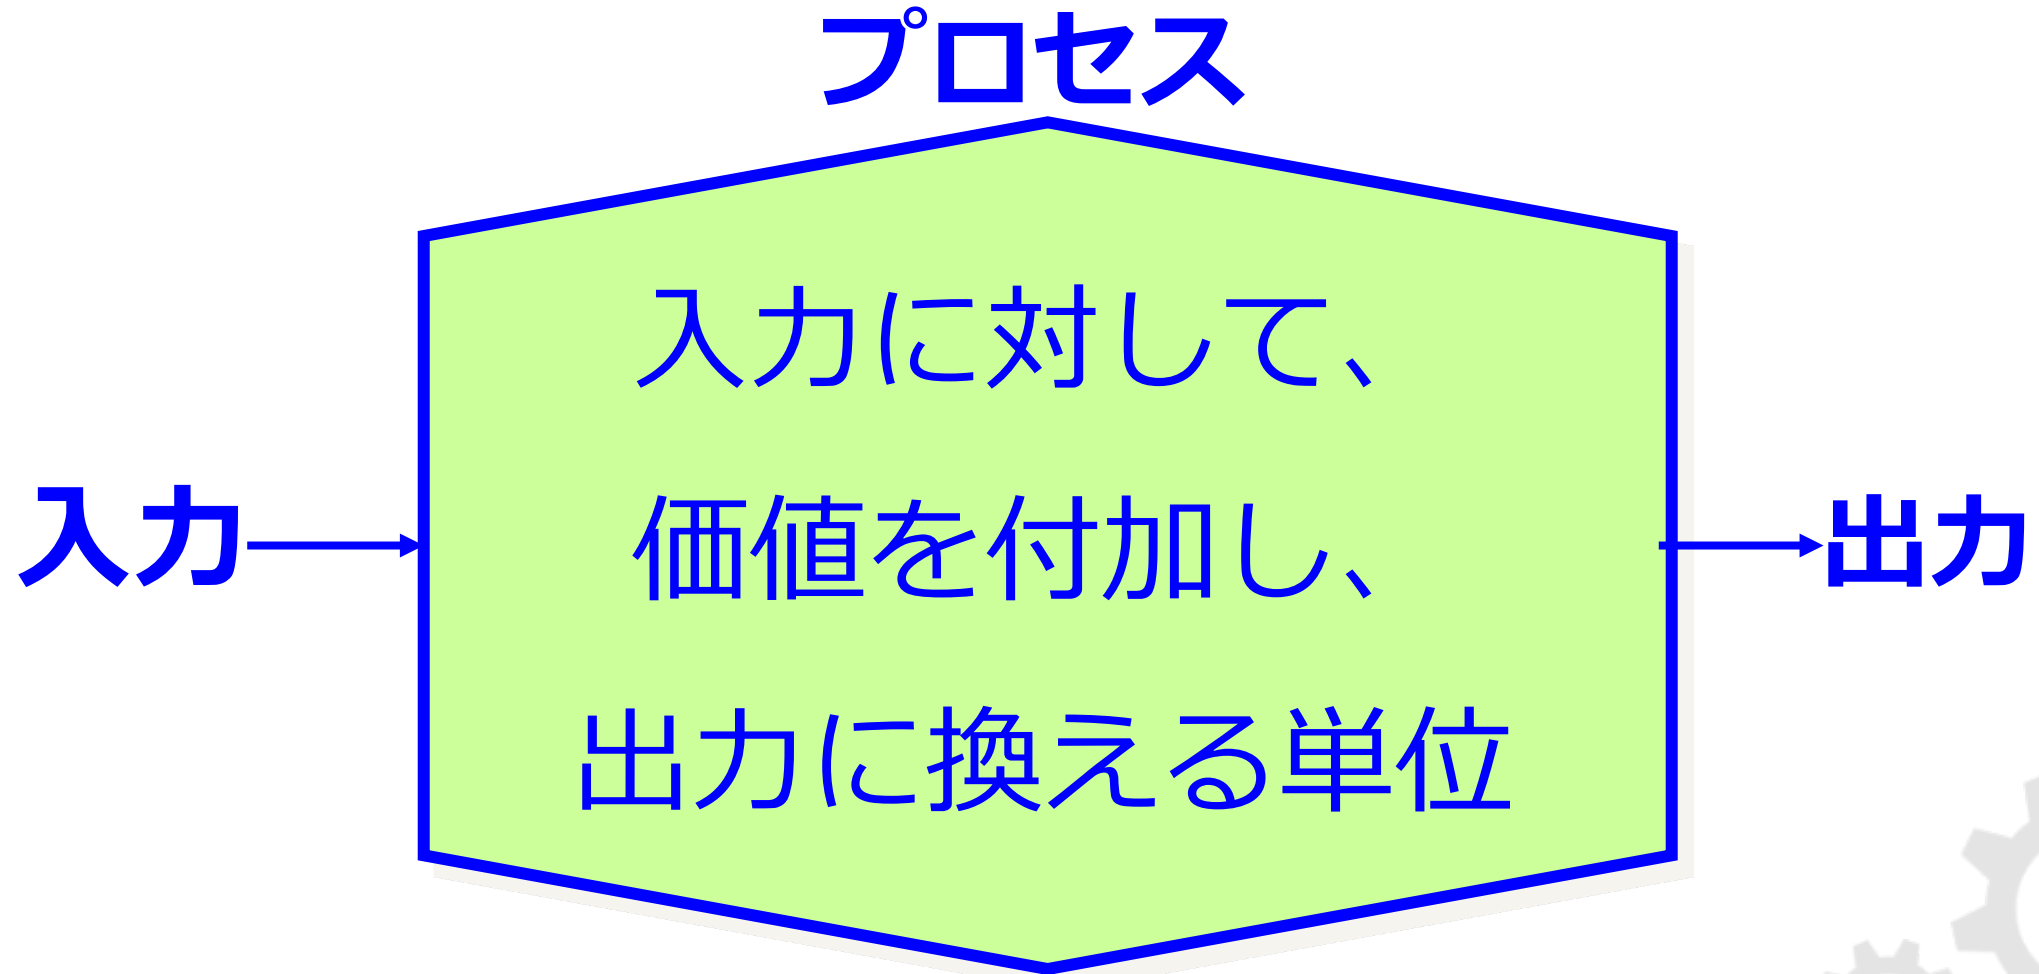 プロセス
入力に対して、
価値を付加し、
出力に換える単位
入力
出力